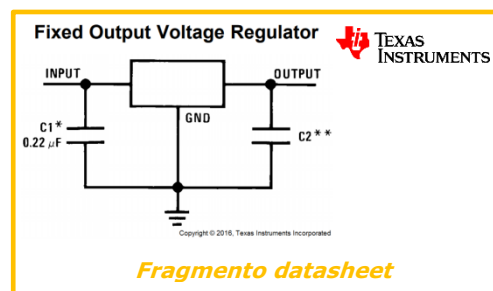 Fixed Output Voltage Regulator
TEXAS
INSTRUMENTS
INPUT
OUTPUT
GND
C1*
0.22 μF
C2**
Copyright © 2016, Texas Instruments Incorporated
Fragmento datasheet